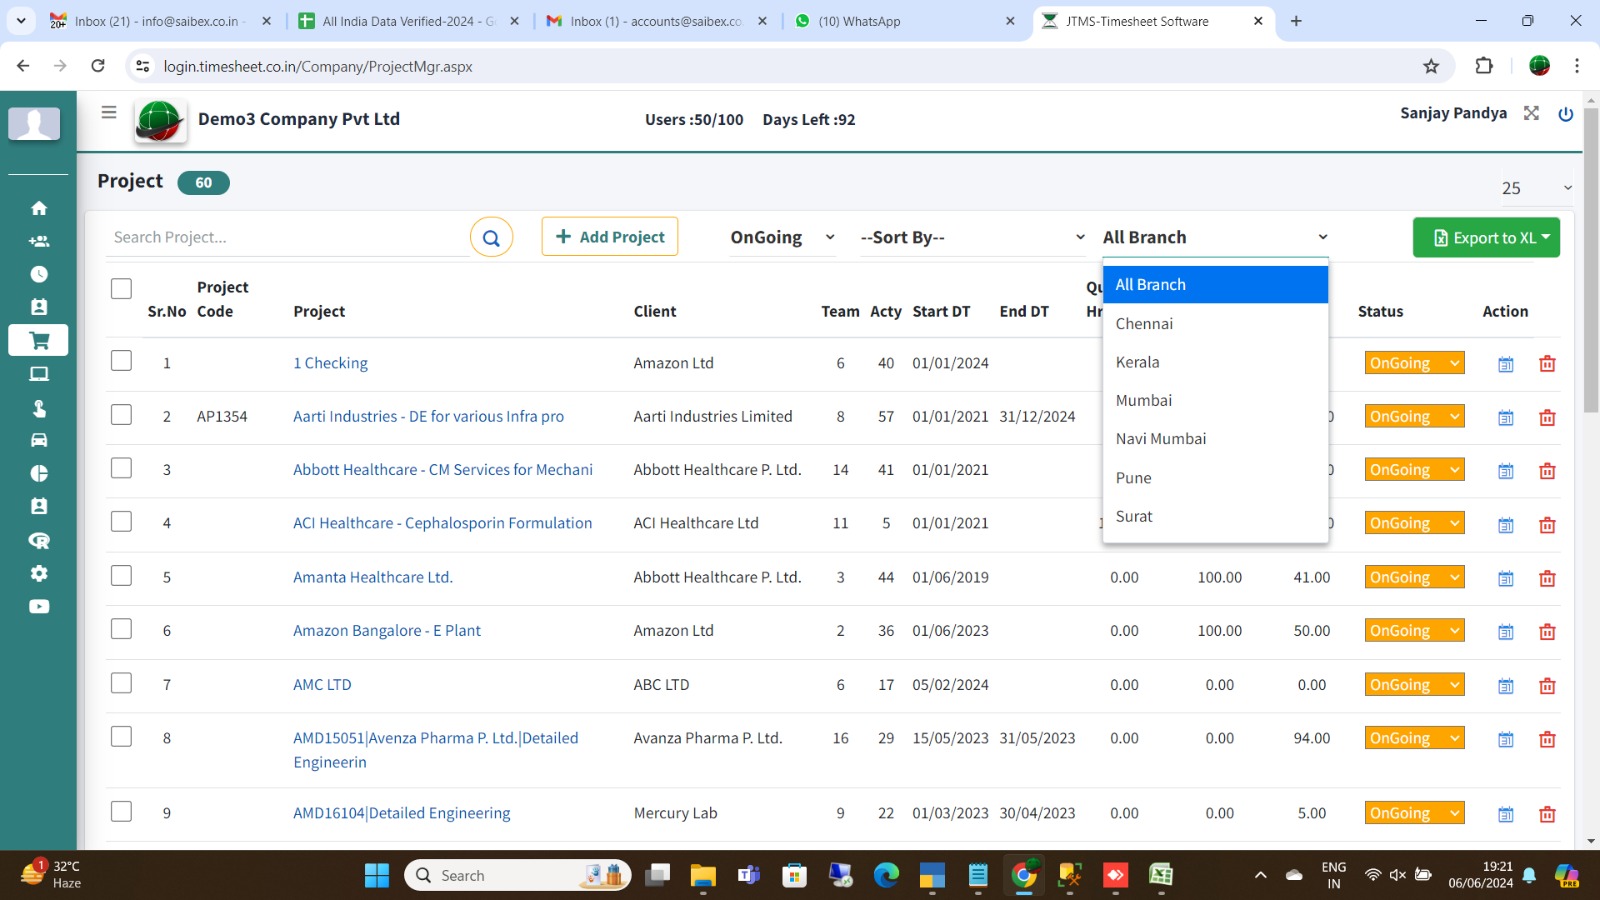 Inbox (21) - info@saibex.co.in -
All India Data Verified-2024 - G
Inbox (1) - accounts@saibex.co.
(10) WhatsApp
JTMS-Timesheet Software
login.timesheet.co.in/Company/ProjectMgr.aspx
Demo3 Company Pvt Ltd
Users :50/100 Days Left :92
Sanjay Pandya
Project 60
25
Search Project...
+ Add Project
OnGoing
--Sort By--
All Branch
Export to XL
All Branch
Chennai
Kerala
Mumbai
Navi Mumbai
Pune
Surat
Sr.No Project Code Project Client Team Acty Start DT End DT Status Action
1 1 Checking Amazon Ltd 6 40 01/01/2024 OnGoing
2 AP1354 Aarti Industries - DE for various Infra pro Aarti Industries Limited 8 57 01/01/2021 31/12/2024 OnGoing
3 Abbott Healthcare - CM Services for Mechani Abbott Healthcare P. Ltd. 14 41 01/01/2021 OnGoing
4 ACI Healthcare - Cephalosporin Formulation ACI Healthcare Ltd 11 5 01/01/2021 OnGoing
5 Amanta Healthcare Ltd. Abbott Healthcare P. Ltd. 3 44 01/06/2019 0.00 100.00 41.00 OnGoing
6 Amazon Bangalore - E Plant Amazon Ltd 2 36 01/06/2023 0.00 100.00 50.00 OnGoing
7 AMC LTD ABC LTD 6 17 05/02/2024 0.00 0.00 0.00 OnGoing
8 AMD15051|Avenza Pharma P. Ltd.|Detailed Avanza Pharma P. Ltd. 16 29 15/05/2023 31/05/2023 0.00 0.00 94.00 OnGoing
Engineerin
9 AMD16104|Detailed Engineering Mercury Lab 9 22 01/03/2023 30/04/2023 0.00 0.00 5.00 OnGoing
1 32°C
Haze
Search
ENG
IN
19:21
06/06/2024
PRE